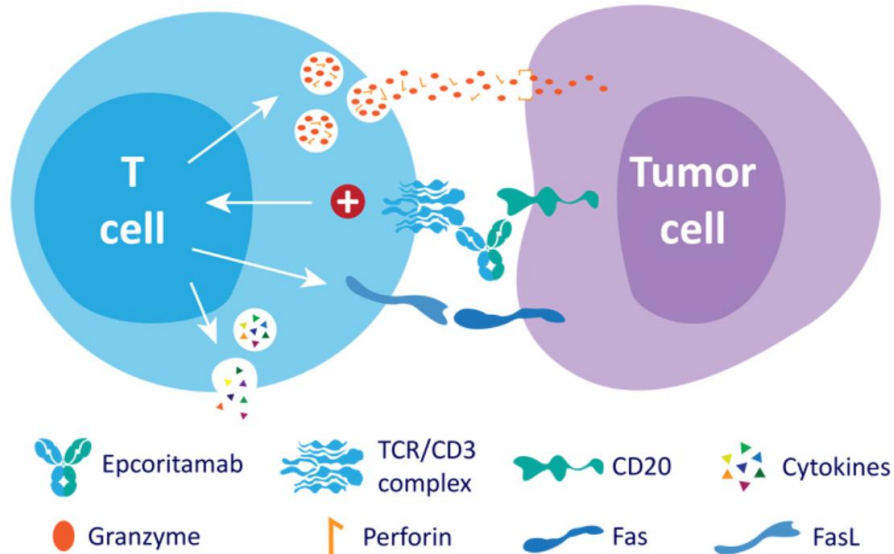 T
cell
Tumor
cell
+
Epcoritamab
TCR/CD3
complex
CD20
Cytokines
Granzyme
Perforin
Fas
FasL